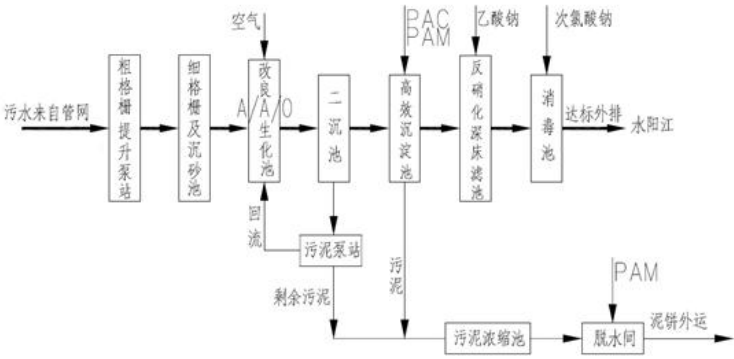 空气
PAC
PAM
乙酸钠
次氯酸钠
污水来自管网
粗格栅提升泵站
细格栅及沉砂池
改良A/A/O生化池
二沉池
高效沉淀池
反硝化深床滤池
消毒池
达标外排
水阳江
回流
污泥泵站
剩余污泥
污泥
PAM
污泥浓缩池
脱水间
泥饼外运